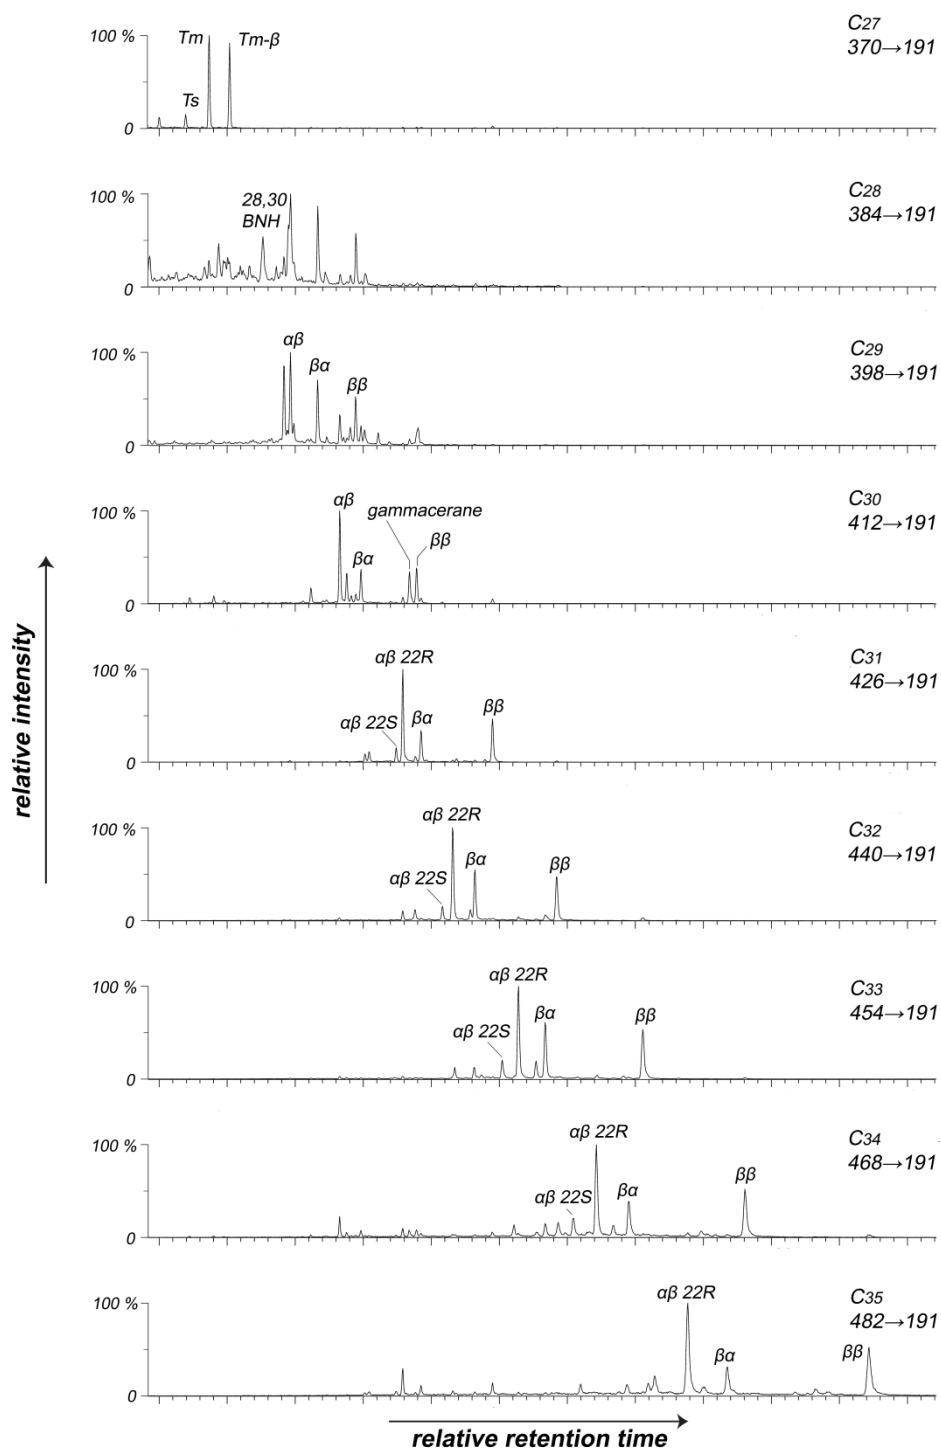 C27
370→191
100 %
0
Tm
Tm-β
Ts
C28
384→191
100 %
0
28,30
BNH
C29
398→191
100 %
0
αβ
βα
ββ
C30
412→191
100 %
0
αβ
gammacerane
βα
ββ
C31
426→191
100 %
0
αβ 22R
αβ 22S
βα
ββ
C32
440→191
100 %
0
αβ 22R
αβ 22S
βα
ββ
C33
454→191
100 %
0
αβ 22R
αβ 22S
βα
ββ
C34
468→191
100 %
0
αβ 22R
αβ 22S
βα
ββ
C35
482→191
100 %
0
αβ 22R
βα
ββ
relative intensity
relative retention time